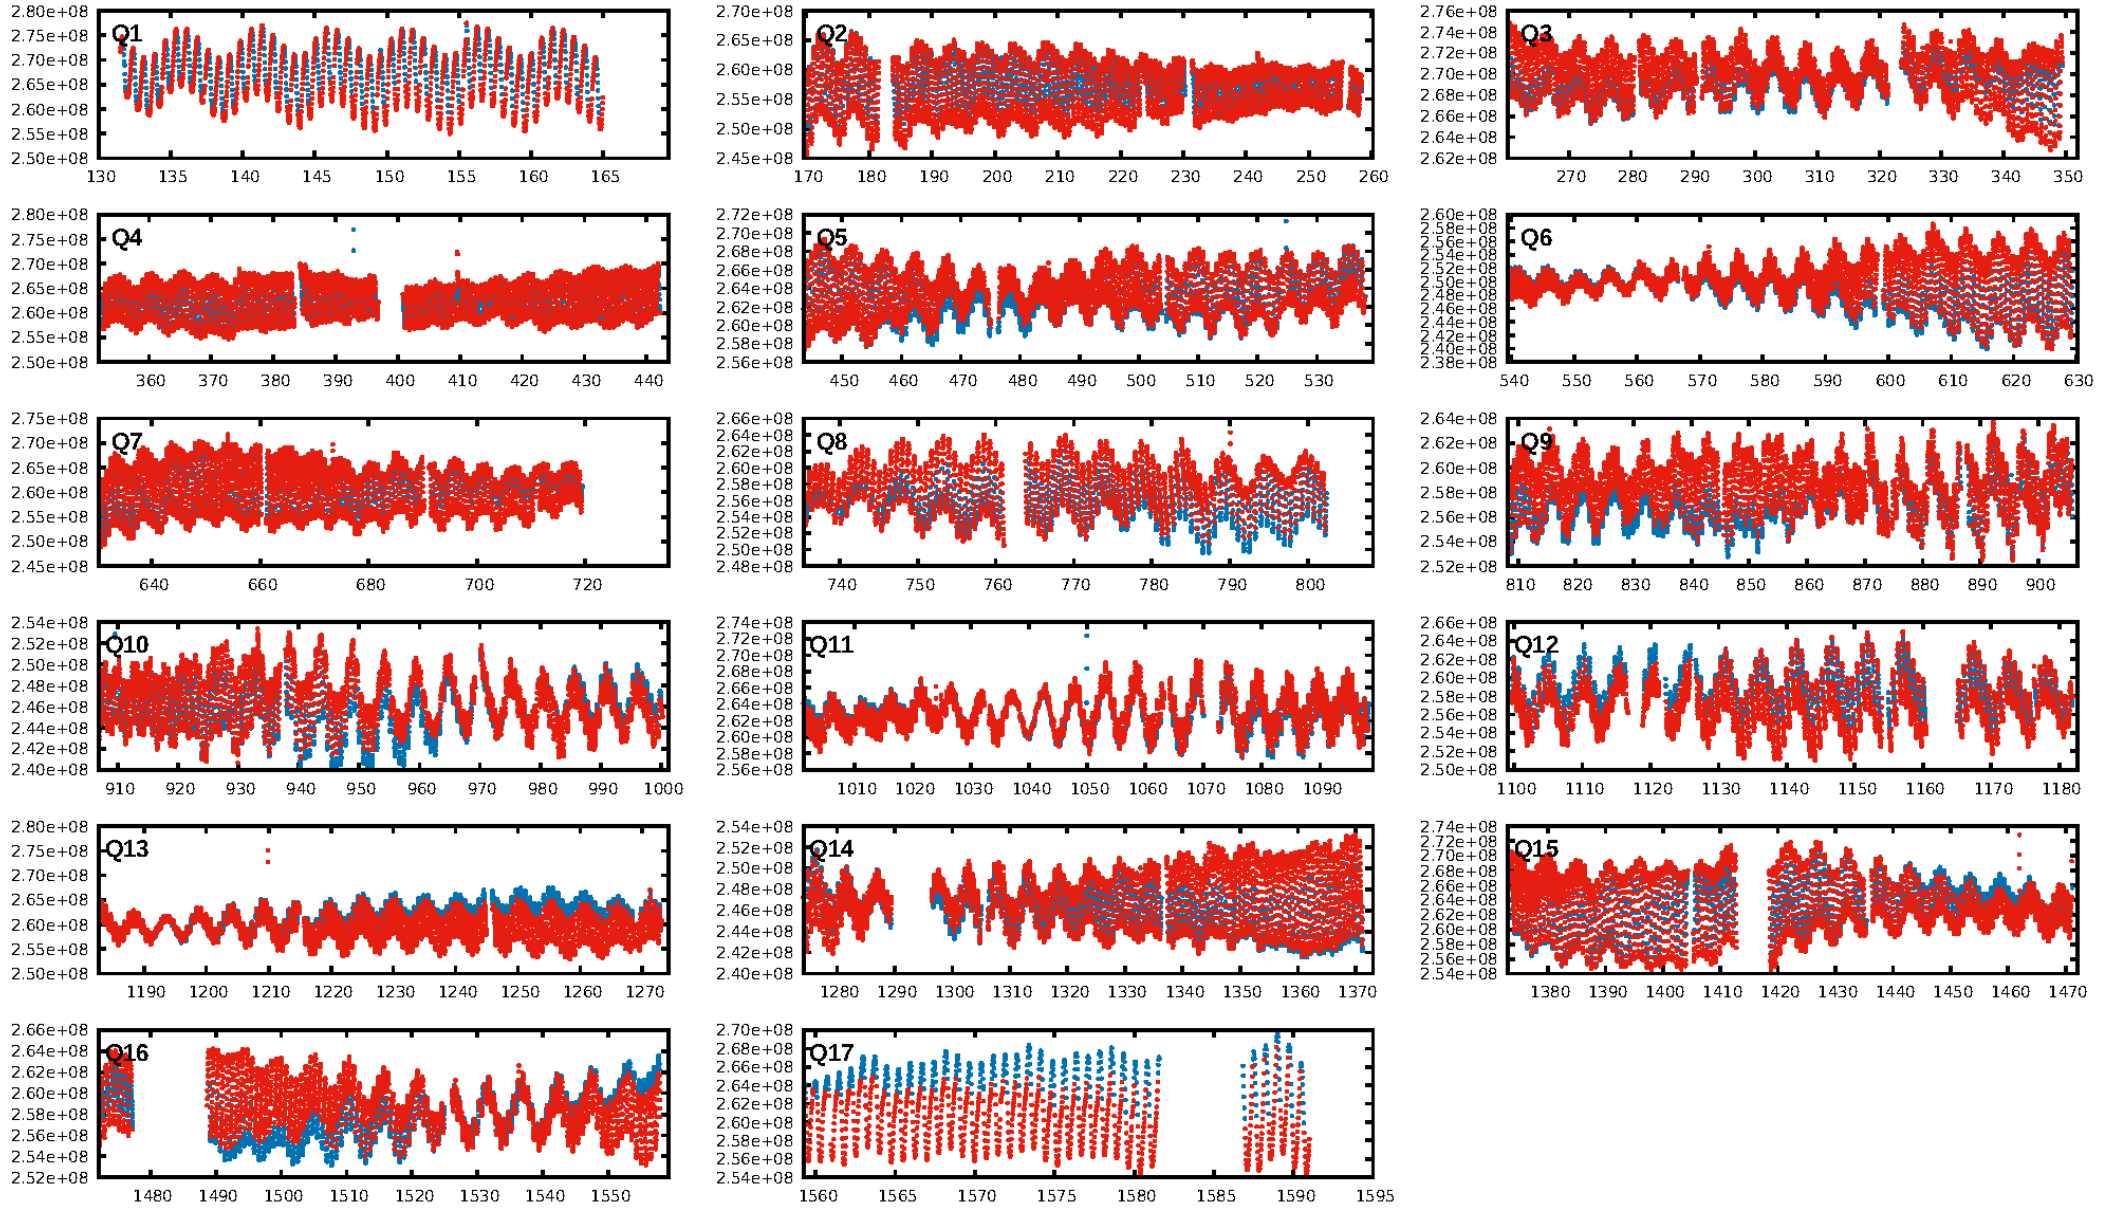 2.80e+08 2.75e+08 2.70e+08 2.65e+08 2.60e+08 2.55e+08 2.50e+08
Q1
130 135 140 145 150 155 160 165
2.70e+08 2.65e+08 2.60e+08 2.55e+08 2.50e+08 2.45e+08
Q2
170 180 190 200 210 220 230 240 250 260
2.76e+08 2.74e+08 2.72e+08 2.70e+08 2.68e+08 2.66e+08 2.64e+08 2.62e+08
Q3
270 280 290 300 310 320 330 340 350
2.80e+08 2.75e+08 2.70e+08 2.65e+08 2.60e+08 2.55e+08 2.50e+08
Q4
360 370 380 390 400 410 420 430 440
2.72e+08 2.70e+08 2.68e+08 2.66e+08 2.64e+08 2.62e+08 2.60e+08 2.58e+08 2.56e+08
Q5
450 460 470 480 490 500 510 520 530
2.60e+08 2.58e+08 2.56e+08 2.54e+08 2.52e+08 2.50e+08 2.48e+08 2.46e+08 2.44e+08 2.42e+08 2.40e+08 2.38e+08
Q6
540 550 560 570 580 590 600 610 620 630
2.75e+08 2.70e+08 2.65e+08 2.60e+08 2.55e+08 2.50e+08 2.45e+08
Q7
640 660 680 700 720
2.66e+08 2.64e+08 2.62e+08 2.60e+08 2.58e+08 2.56e+08 2.54e+08 2.52e+08 2.50e+08 2.48e+08
Q8
740 750 760 770 780 790 800
2.64e+08 2.62e+08 2.60e+08 2.58e+08 2.56e+08 2.54e+08 2.52e+08
Q9
810 820 830 840 850 860 870 880 890 900
2.54e+08 2.52e+08 2.50e+08 2.48e+08 2.46e+08 2.44e+08 2.42e+08 2.40e+08
Q10
910 920 930 940 950 960 970 980 990 1000
2.74e+08 2.72e+08 2.70e+08 2.68e+08 2.66e+08 2.64e+08 2.62e+08 2.60e+08 2.58e+08 2.56e+08
Q11
1010 1020 1030 1040 1050 1060 1070 1080 1090
2.66e+08 2.64e+08 2.62e+08 2.60e+08 2.58e+08 2.56e+08 2.54e+08 2.52e+08 2.50e+08
Q12
1100 1110 1120 1130 1140 1150 1160 1170 1180
2.80e+08 2.75e+08 2.70e+08 2.65e+08 2.60e+08 2.55e+08 2.50e+08
Q13
1190 1200 1210 1220 1230 1240 1250 1260 1270
2.54e+08 2.52e+08 2.50e+08 2.48e+08 2.46e+08 2.44e+08 2.42e+08 2.40e+08
Q14
1280 1290 1300 1310 1320 1330 1340 1350 1360 1370
2.74e+08 2.72e+08 2.70e+08 2.68e+08 2.66e+08 2.64e+08 2.62e+08 2.60e+08 2.58e+08 2.56e+08 2.54e+08
Q15
1380 1390 1400 1410 1420 1430 1440 1450 1460 1470
2.66e+08 2.64e+08 2.62e+08 2.60e+08 2.58e+08 2.56e+08 2.54e+08 2.52e+08
Q16
1480 1490 1500 1510 1520 1530 1540 1550
2.70e+08 2.68e+08 2.66e+08 2.64e+08 2.62e+08 2.60e+08 2.58e+08 2.56e+08 2.54e+08
Q17
1560 1565 1570 1575 1580 1585 1590 1595